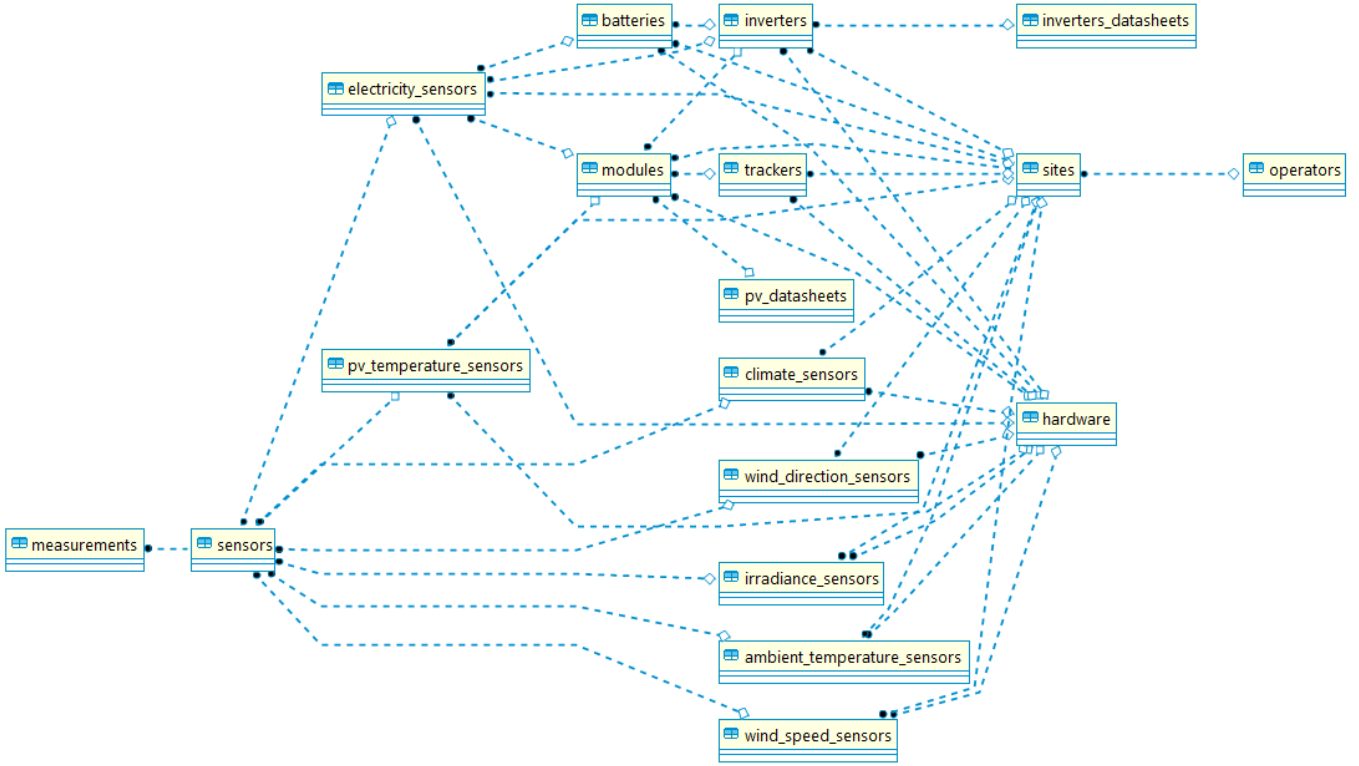 batteries
inverters
inverters_datasheets
electricity_sensors
modules
trackers
sites
operators
pv_datasheets
pv_temperature_sensors
climate_sensors
hardware
wind_direction_sensors
measurements
sensors
irradiance_sensors
ambient_temperature_sensors
wind_speed_sensors